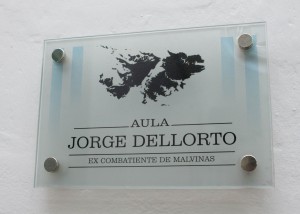 AULA
JORGE DELLORTO
EX COMBATIENTE DE MALVINAS